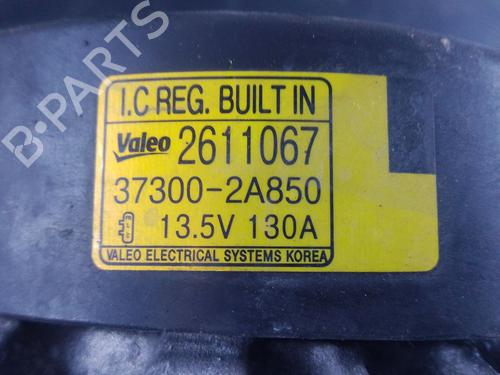 B-PARTS
I.C REG. BUILT IN
Valeo 2611067
37300-2A850
13.5V 130A
VALEO ELECTRICAL SYSTEMS KOREA